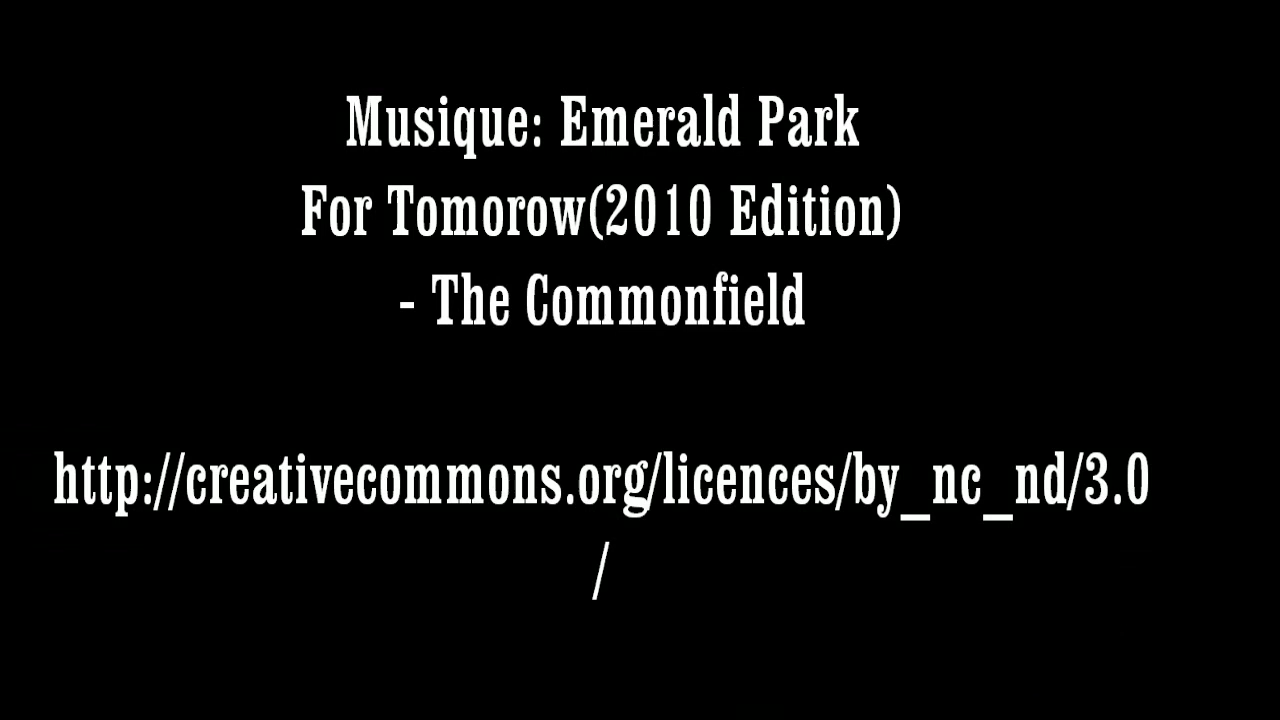 Musique: Emerald Park
For Tomorow(2010 Edition)
- The Commonfield
http://creativecommons.org/licences/by_nc_nd/3.0
/